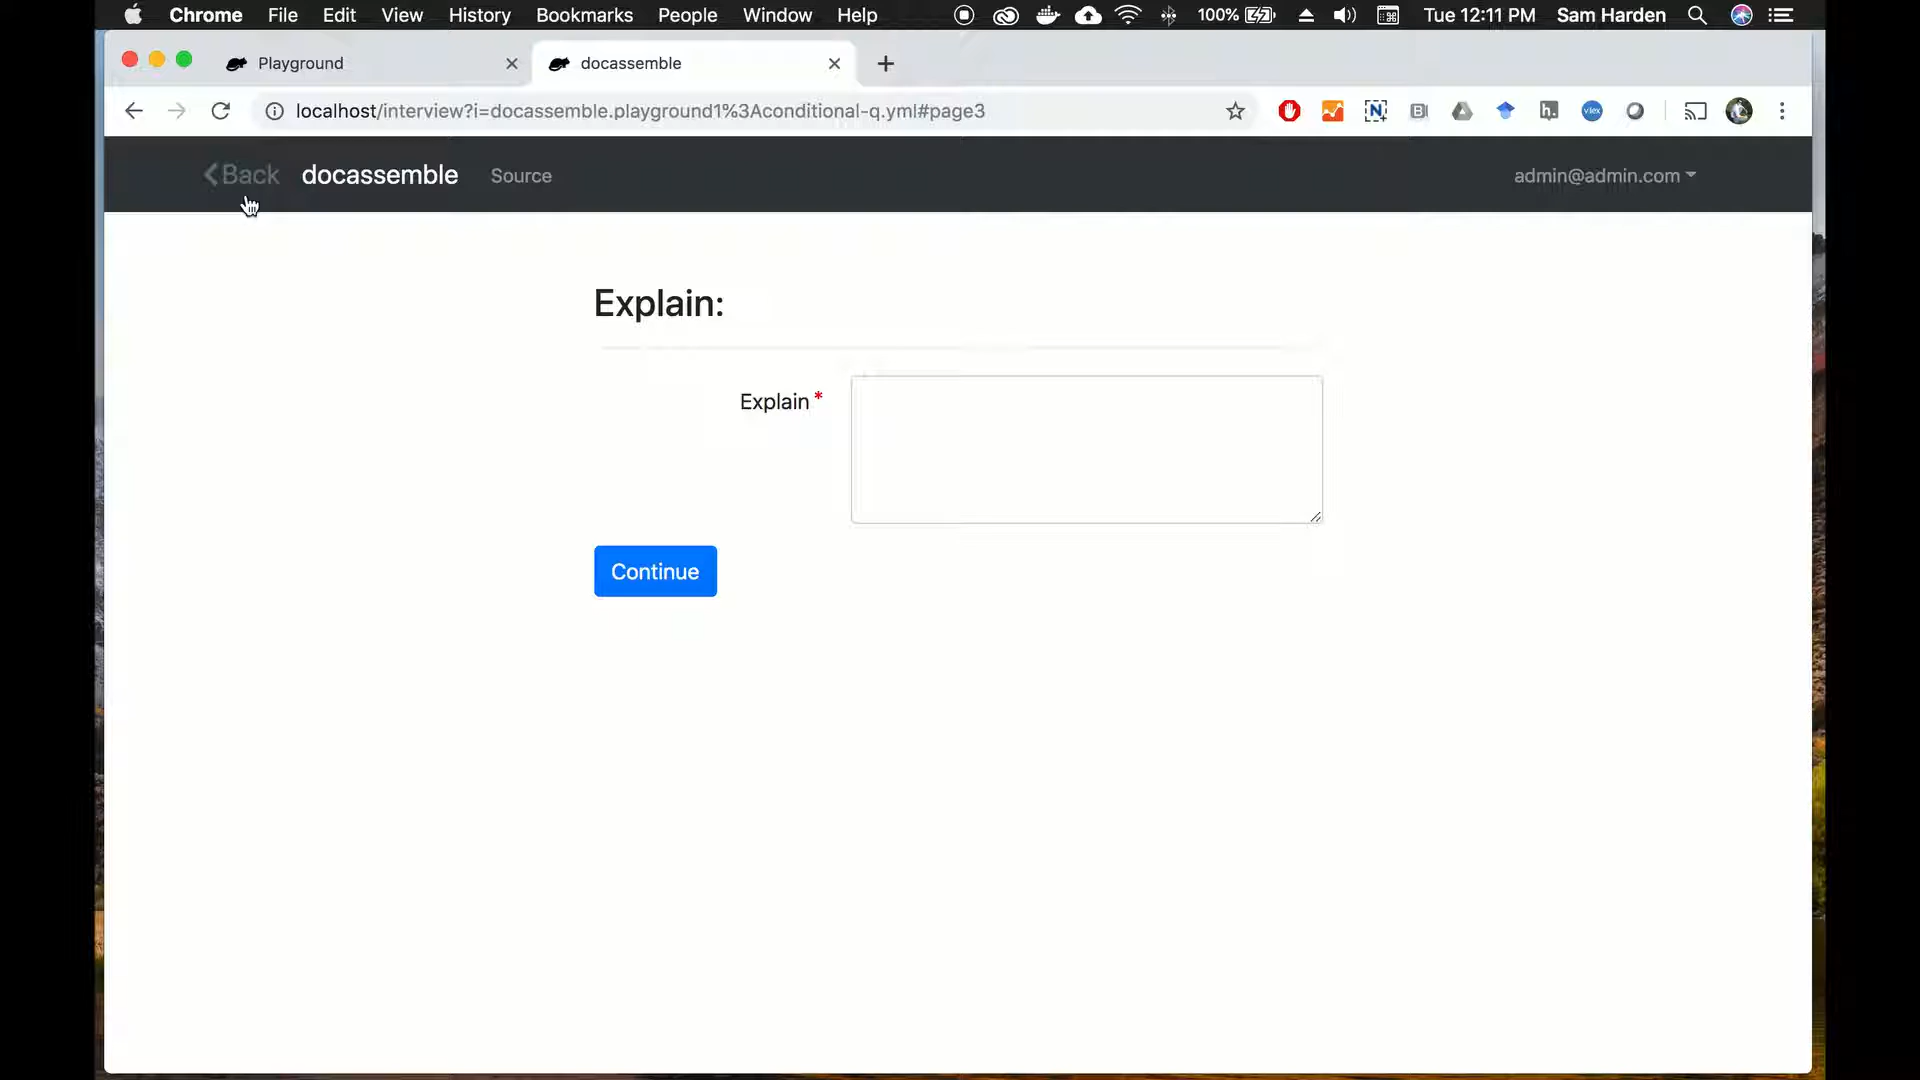 Chrome File Edit View History Bookmarks People Window Help 100% Tue 12:11 PM Sam Harden
Playground docassemble
localhost/interview?i=docassemble.playground1%3Aconditional-q.yml#page3
Back docassemble Source admin@admin.com
Explain:
Explain *
Continue